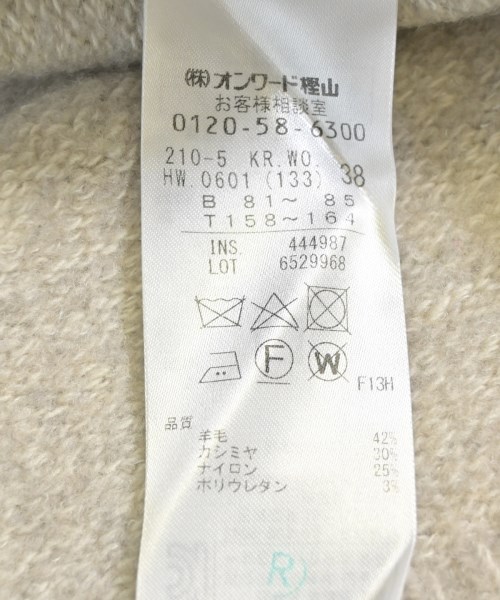 ㈱オンワード樫山
お客様相談室
0120-58-6300
210-5 KR.WO.
HW.0601 (133) 38
B 81～ 85
T158～164
INS. 444987
LOT 6529968
F
W
F13H
品質
羊毛 42%
カシミヤ 30%
ナイロン 25%
ポリウレタン 3%
R)